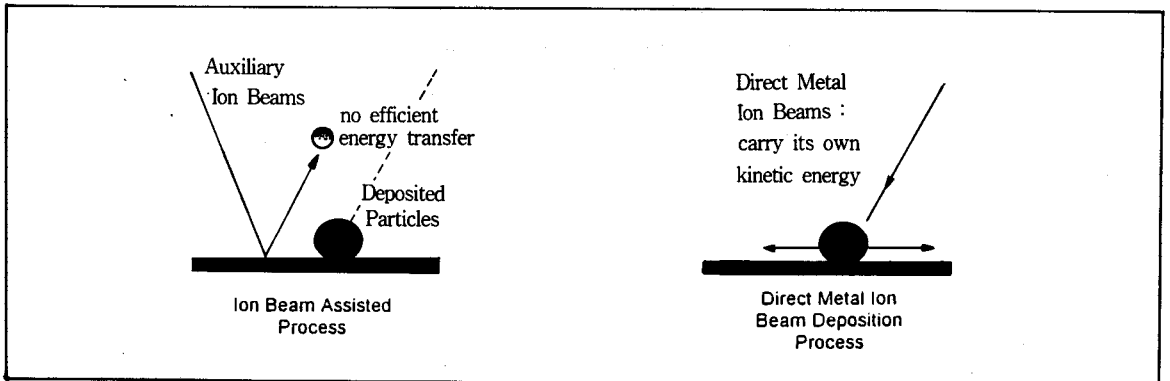 Auxiliary
Ion Beams
no efficient
energy transfer
Deposited
Particles
Ion Beam Assisted
Process
Direct Metal
Ion Beams :
carry its own
kinetic energy
Direct Metal Ion
Beam Deposition
Process